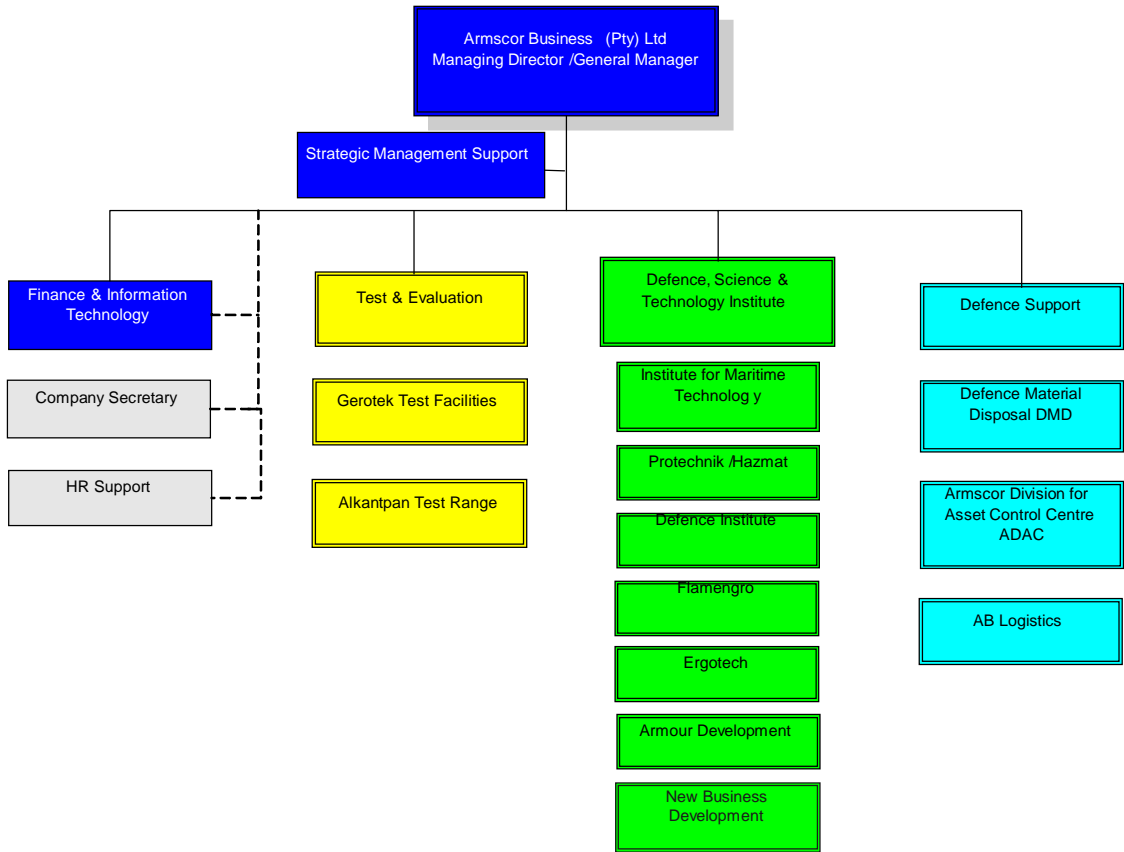 Armscor Business (Pty) Ltd
Managing Director /General Manager
Strategic Management Support
Finance & Information
Technology
Company Secretary
HR Support
Test & Evaluation
Gerotek Test Facilities
Alkantpan Test Range
Defence, Science &
Technology Institute
Institute for Maritime
Technolog y
Protechnik /Hazmat
Defence Institute
Flamengro
Ergotech
Armour Development
New Business
Development
Defence Support
Defence Material
Disposal DMD
Armscor Division for
Asset Control Centre
ADAC
AB Logistics